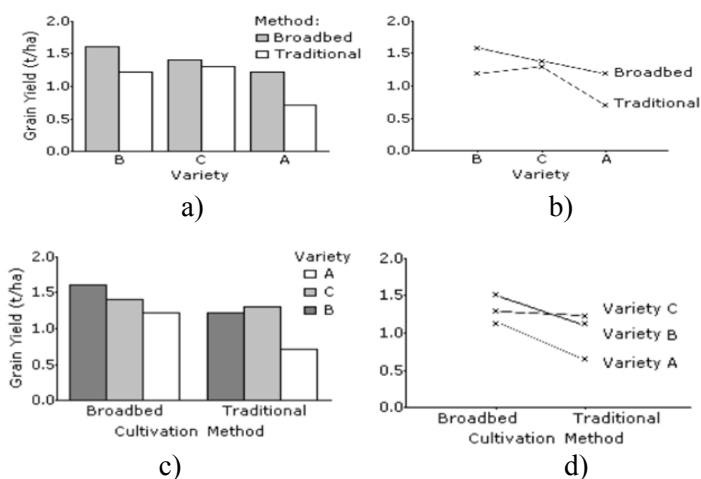 Method:
Broadbed
Traditional
Grain Yield (t/ha)
2.0
1.5
1.0
0.5
0.0
B C A
Variety
a)
2.0
1.5
1.0
0.5
0.0
Broadbed
Traditional
B C A
Variety
b)
Variety
A
C
B
Grain Yield (t/ha)
2.0
1.5
1.0
0.5
0.0
Broadbed Traditional
Cultivation Method
c)
2.0
1.5
1.0
0.5
0.0
Variety C
Variety B
Variety A
Broadbed Traditional
Cultivation Method
d)